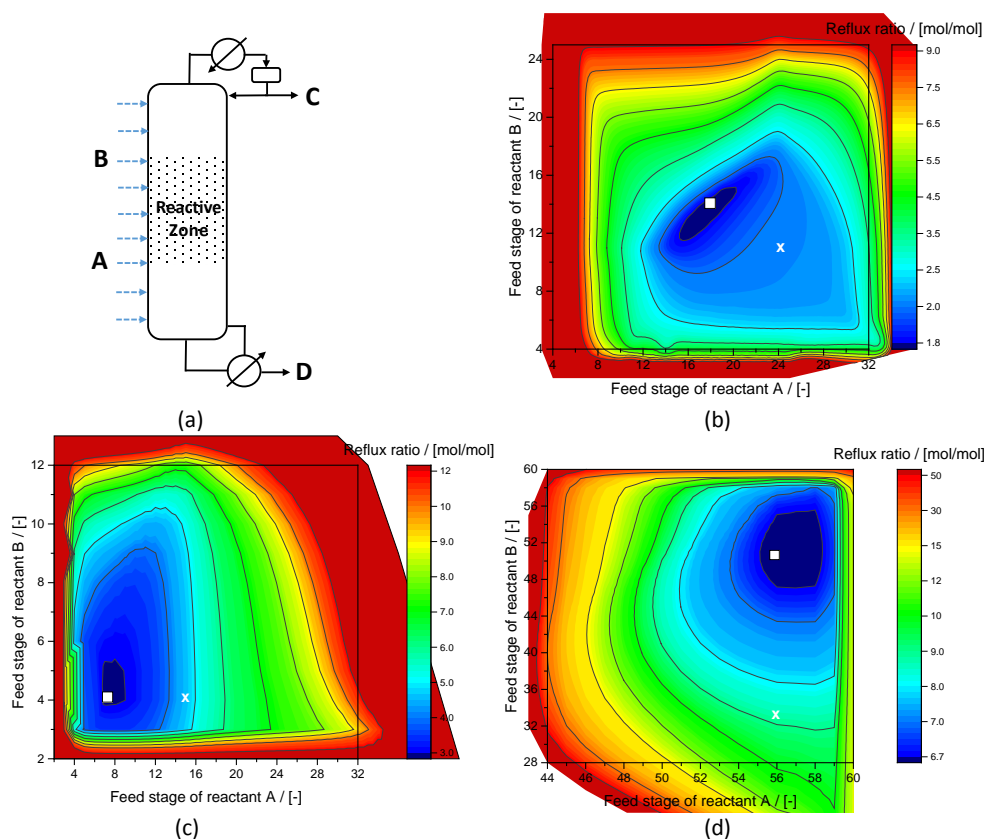 C
B
Reactive
Zone
A
D
(a)
Reflux ratio / [mol/mol]
24
20
16
12
8
4
4 8 12 16 20 24 28 32
Feed stage of reactant B / [-]
Feed stage of reactant A / [-]
x
9.0
8.0
6.5
4.5
3.5
2.5
2.0
1.8
(b)
Reflux ratio / [mol/mol]
12
10
8
6
4
2
4 8 12 16 20 24 28 32
Feed stage of reactant B / [-]
Feed stage of reactant A / [-]
x
12
11
9.0
8.0
7.0
6.0
5.0
4.0
3.0
(c)
Reflux ratio / [mol/mol]
60
56
52
48
44
40
36
32
28
44 46 48 50 52 54 56 58 60
Feed stage of reactant B / [-]
Feed stage of reactant A / [-]
x
50
30
15
12
10
9.0
8.0
7.0
6.7
(d)